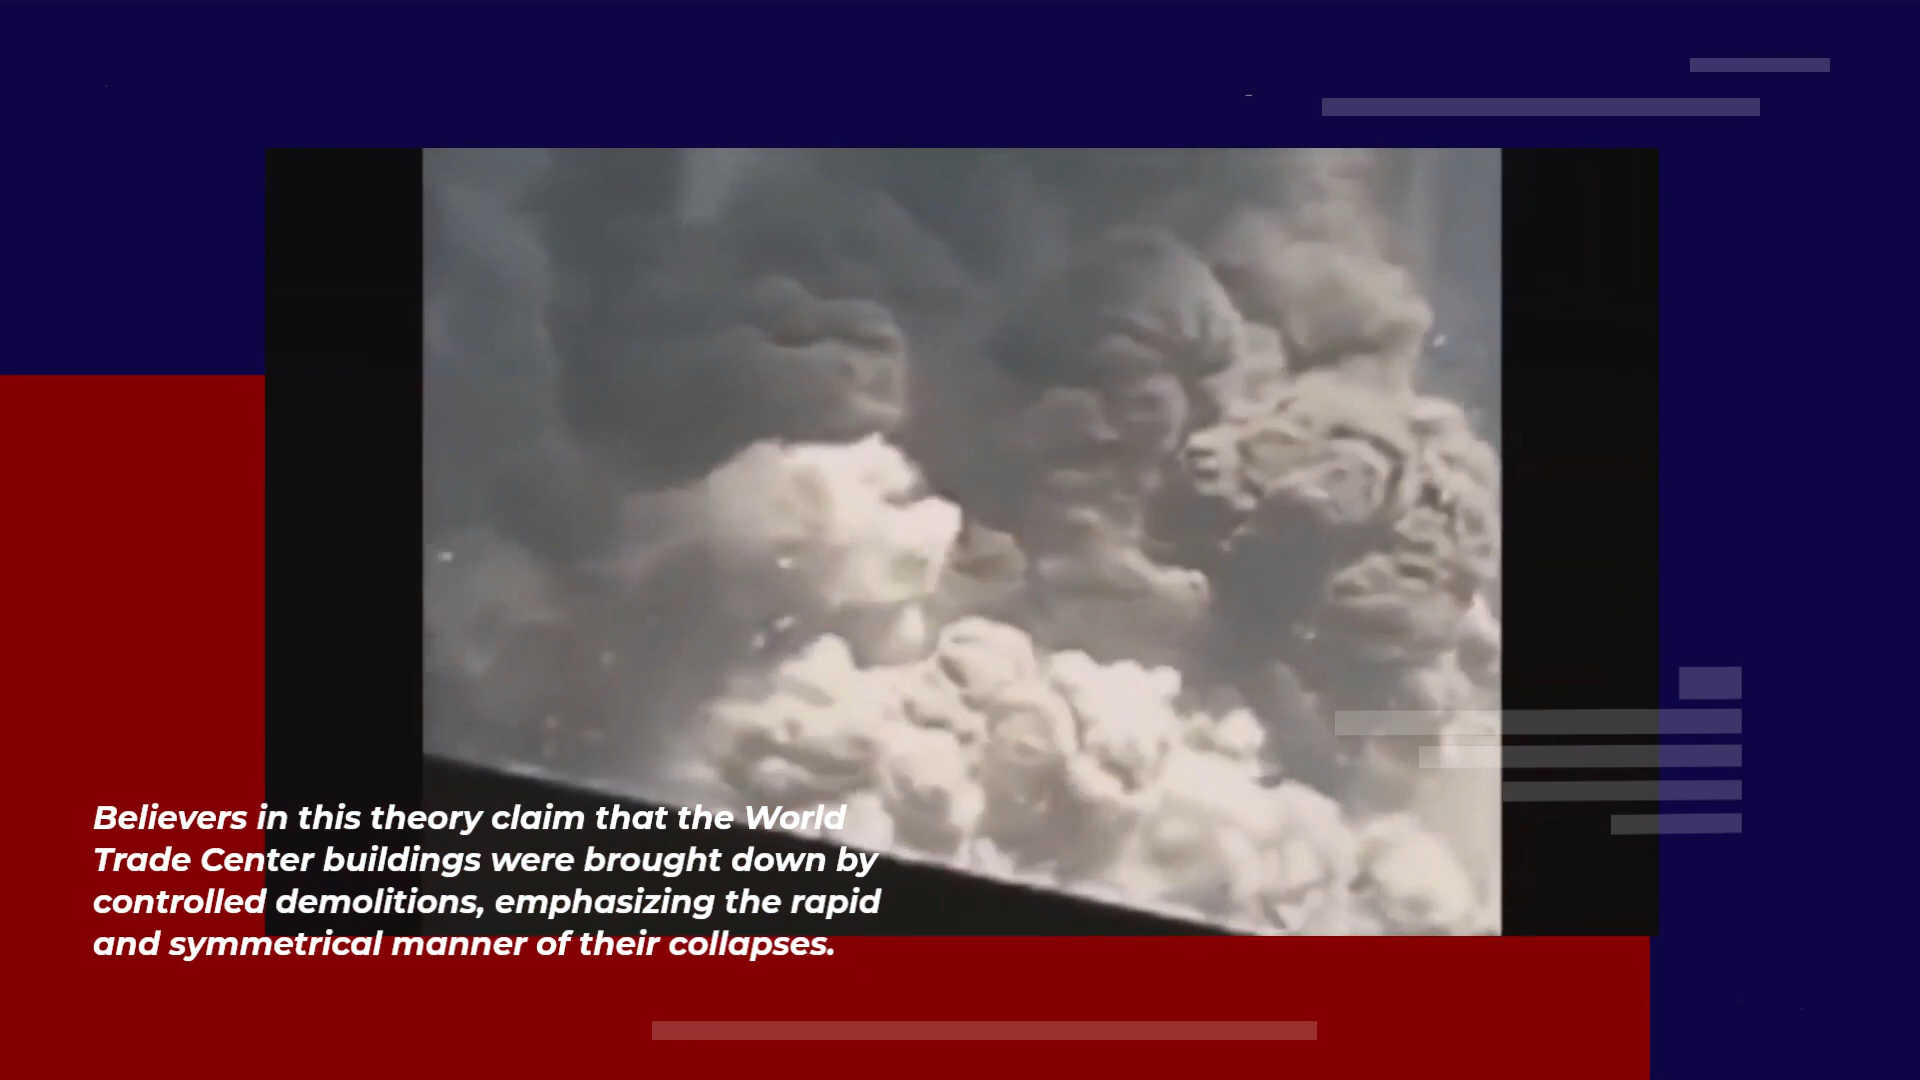 Believers in this theory claim that the World
Trade Center buildings were brought down by
controlled demolitions, emphasizing the rapid
and symmetrical manner of their collapses.